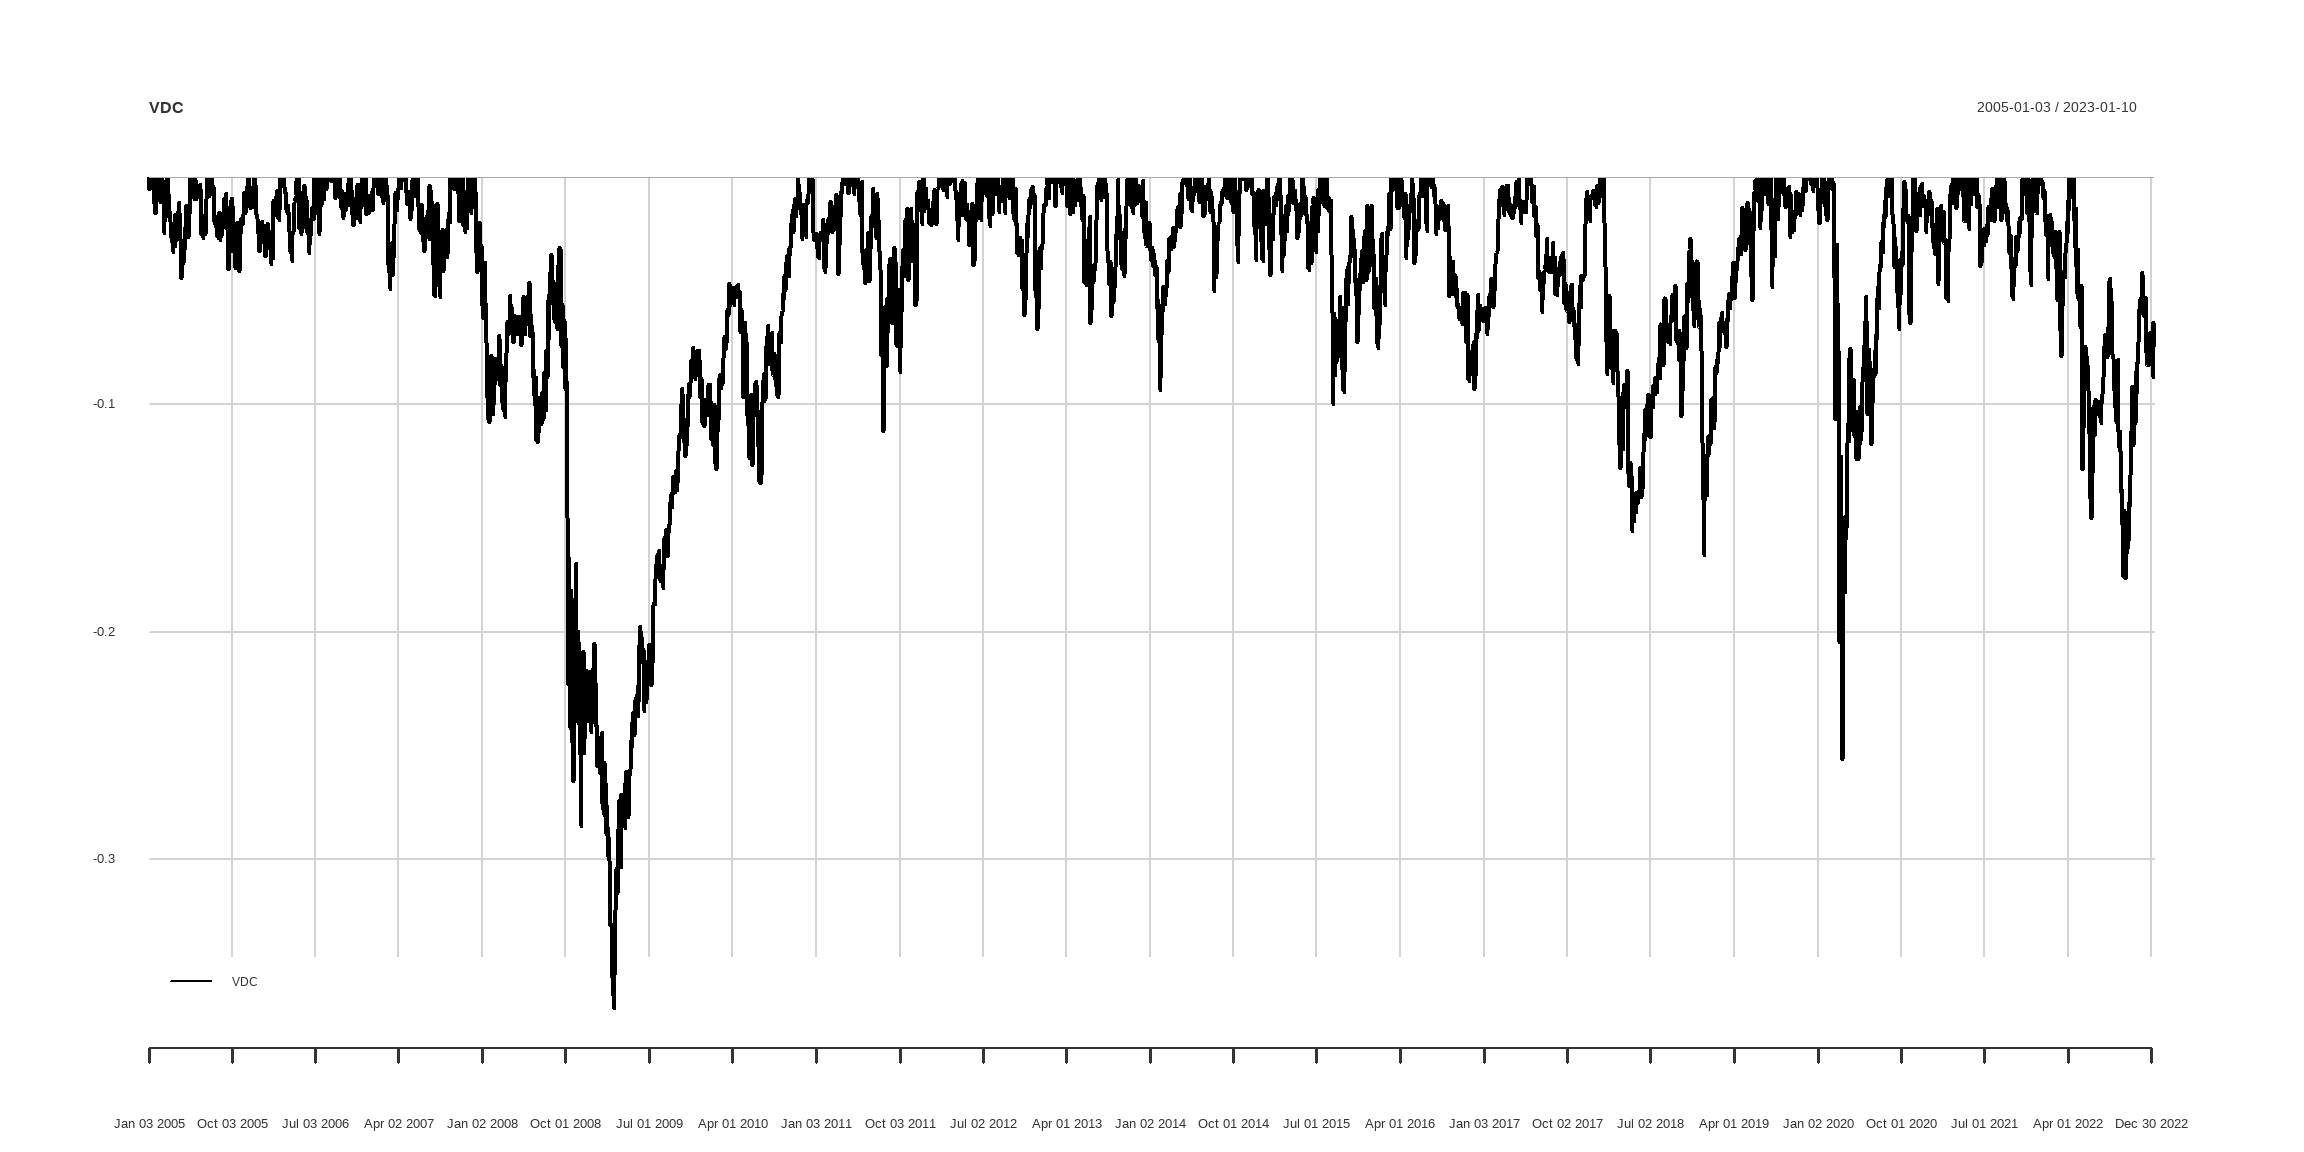 VDC
2005-01-03 / 2023-01-10
-0.1
-0.2
-0.3
VDC
Jan 03 2005 Oct 03 2005 Jul 03 2006 Apr 02 2007 Jan 02 2008 Oct 01 2008 Jul 01 2009 Apr 01 2010 Jan 03 2011 Oct 03 2011 Jul 02 2012 Apr 01 2013 Jan 02 2014 Oct 01 2014 Jul 01 2015 Apr 01 2016 Jan 03 2017 Oct 02 2017 Jul 02 2018 Apr 01 2019 Jan 02 2020 Oct 01 2020 Jul 01 2021 Apr 01 2022 Dec 30 2022